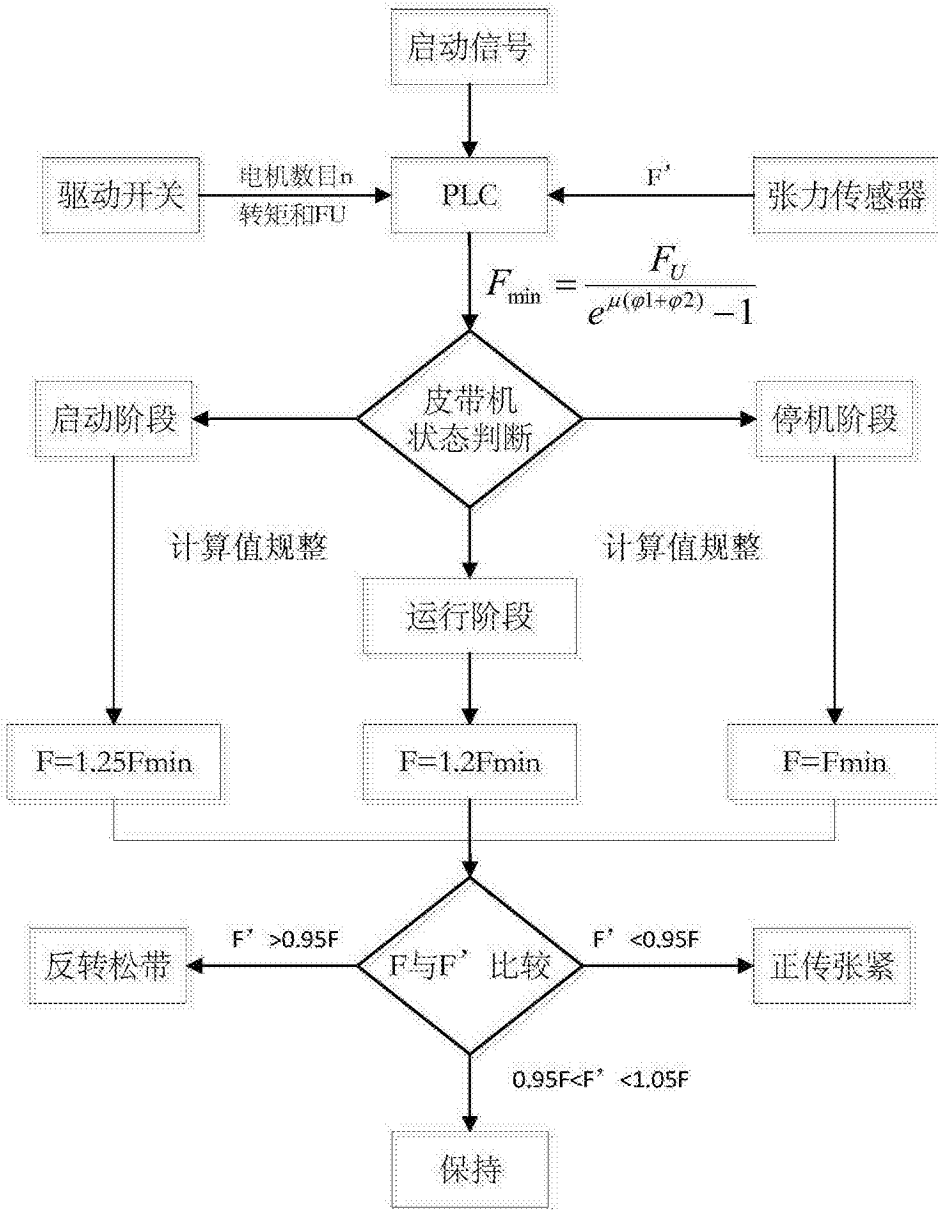 启动信号
驱动开关
电机数目n
转矩和FU
PLC
F’
张力传感器
F_min = F_U / (e^{μ(φ1+φ2)} - 1)
启动阶段
皮带机
状态判断
停机阶段
计算值规整
计算值规整
运行阶段
F=1.25Fmin
F=1.2Fmin
F=Fmin
反转松带
F’>0.95F
F与F’比较
F’<0.95F
正传张紧
0.95F<F’<1.05F
保持